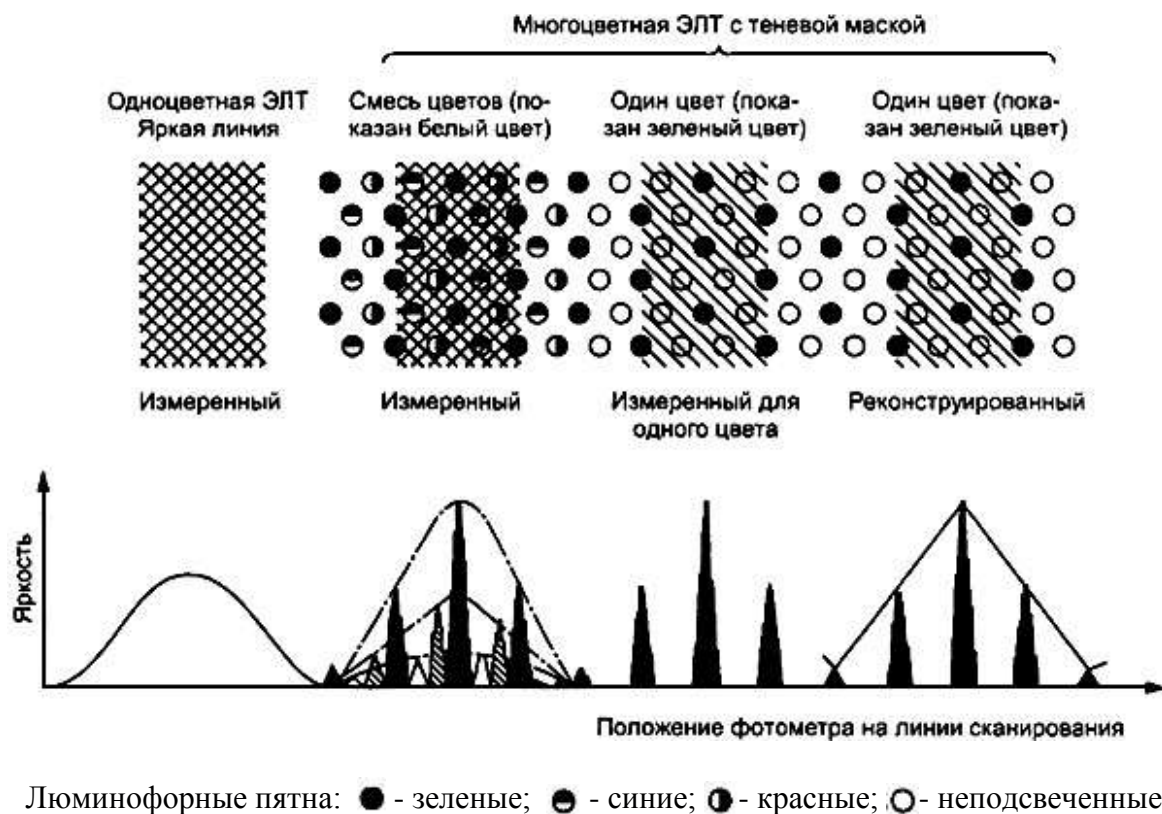 Многоцветная ЭЛТ с теневой маской
Одноцветная ЭЛТ
Яркая линия
Смесь цветов (по-
казан белый цвет)
Один цвет (пока-
зан зеленый цвет)
Один цвет (пока-
зан зеленый цвет)
Измеренный
Измеренный
Измеренный для
одного цвета
Реконструированный
Яркость
Положение фотометра на линии сканирования
Люминофорные пятна: - зеленые; - синие; - красные; - неподсвеченные